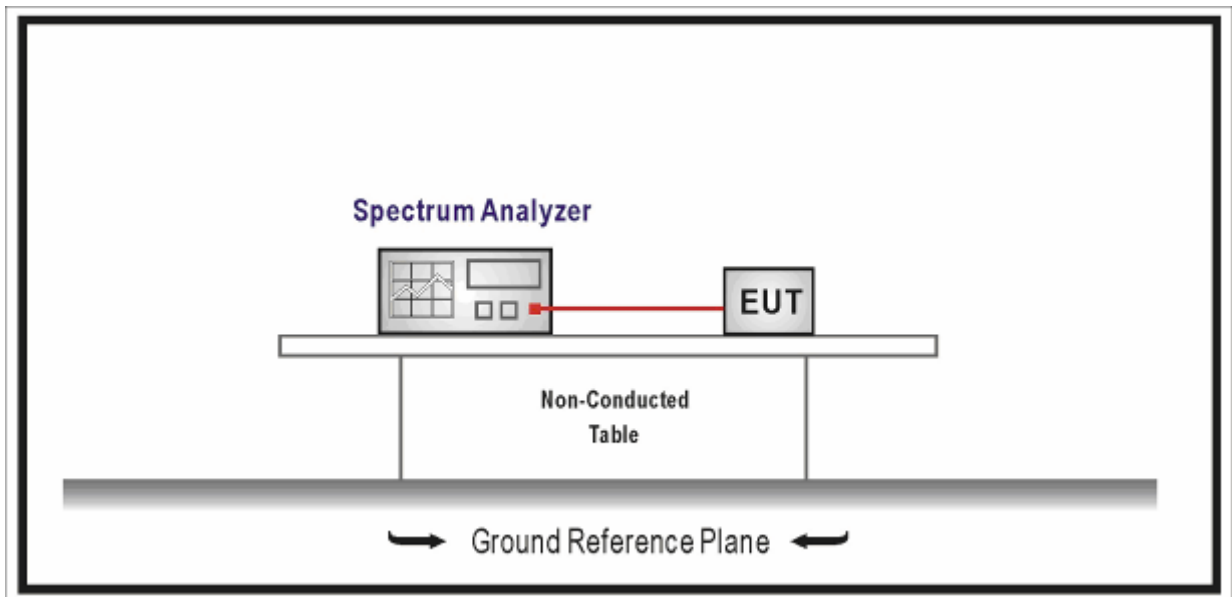 Spectrum Analyzer
EUT
Non-Conducted
Table
Ground Reference Plane